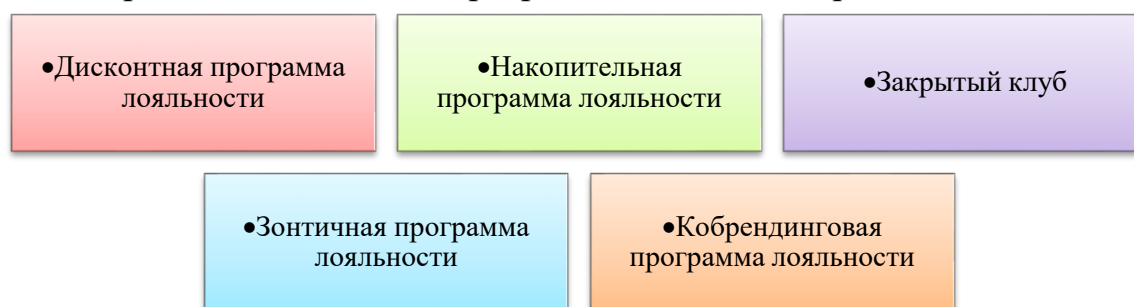 •Дисконтная программа
лояльности
•Накопительная
программа лояльности
•Закрытый клуб
•Зонтичная программа
лояльности
•Кобрендинговая
программа лояльности